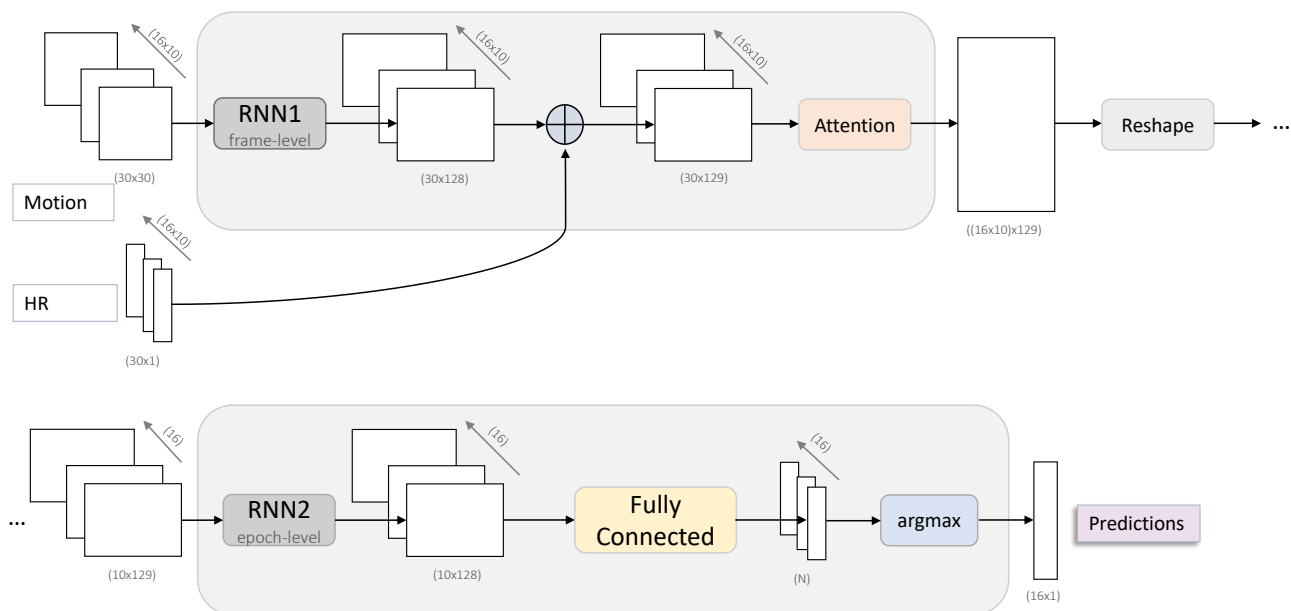 (16x10)
(16x10)
(16x10)
RNN1
frame-level
Attention
Reshape
...
(30x30)
(30x128)
(30x129)
Motion
(16x10)
((16x10)x129)
HR
(30x1)
(16)
(16)
(16)
RNN2
epoch-level
Fully
Connected
argmax
Predictions
...
(10x129)
(10x128)
(N)
(16x1)